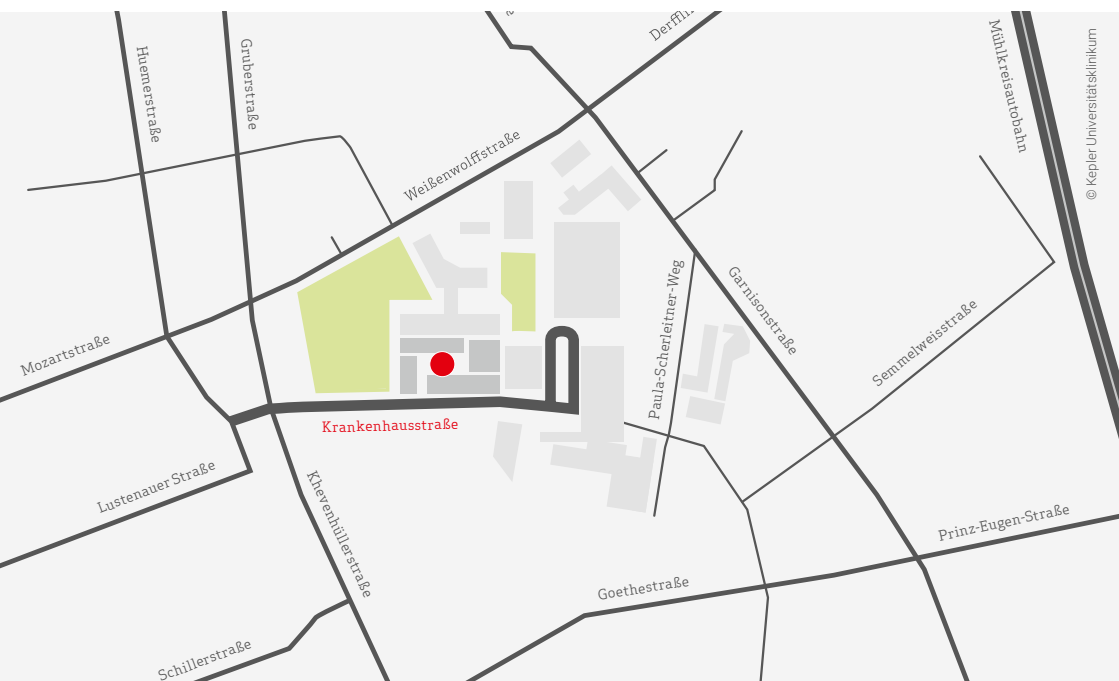 Huemerstraße
Gruberstraße
Weißenwolffstraße
Mühlkreisautobahn
© Kepler Universitätsklinikum
Mozartstraße
Paula-Scherleitner-Weg
Garnisonstraße
Semmelweisstraße
Krankenhausstraße
Lustenauer Straße
Khevenhüllerstraße
Prinz-Eugen-Straße
Goethestraße
Schillerstraße